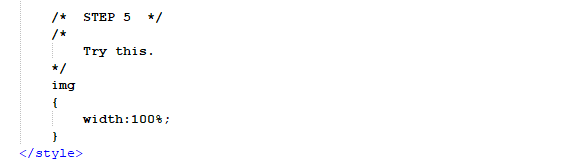 /*  STEP 5  */
/*
Try this.
*/
img
{
width:100%;
}
</style>